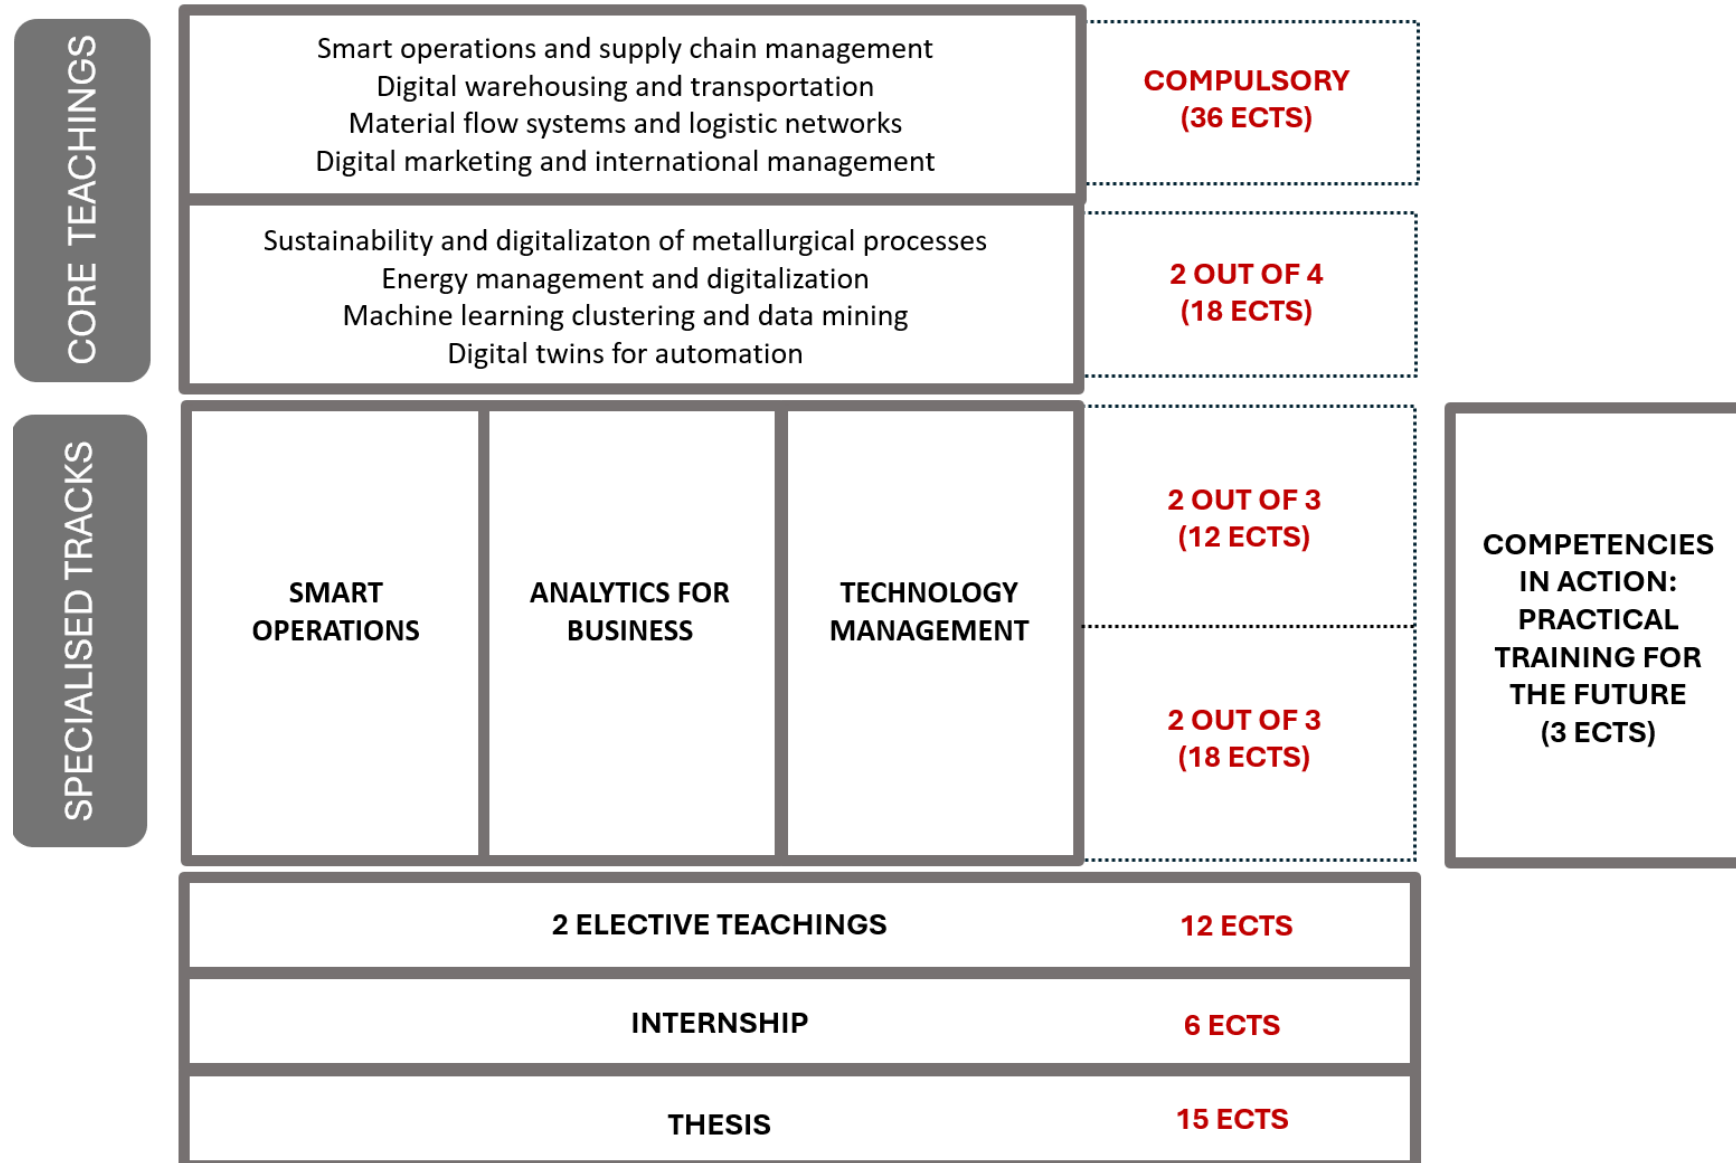 CORE TEACHINGS
Smart operations and supply chain management
Digital warehousing and transportation
Material flow systems and logistic networks
Digital marketing and international management
COMPULSORY
(36 ECTS)
Sustainability and digitalizaton of metallurgical processes
Energy management and digitalization
Machine learning clustering and data mining
Digital twins for automation
2 OUT OF 4
(18 ECTS)
SPECIALISED TRACKS
SMART
OPERATIONS
ANALYTICS FOR
BUSINESS
TECHNOLOGY
MANAGEMENT
2 OUT OF 3
(12 ECTS)
2 OUT OF 3
(18 ECTS)
COMPETENCIES
IN ACTION:
PRACTICAL
TRAINING FOR
THE FUTURE
(3 ECTS)
2 ELECTIVE TEACHINGS
12 ECTS
INTERNSHIP
6 ECTS
THESIS
15 ECTS